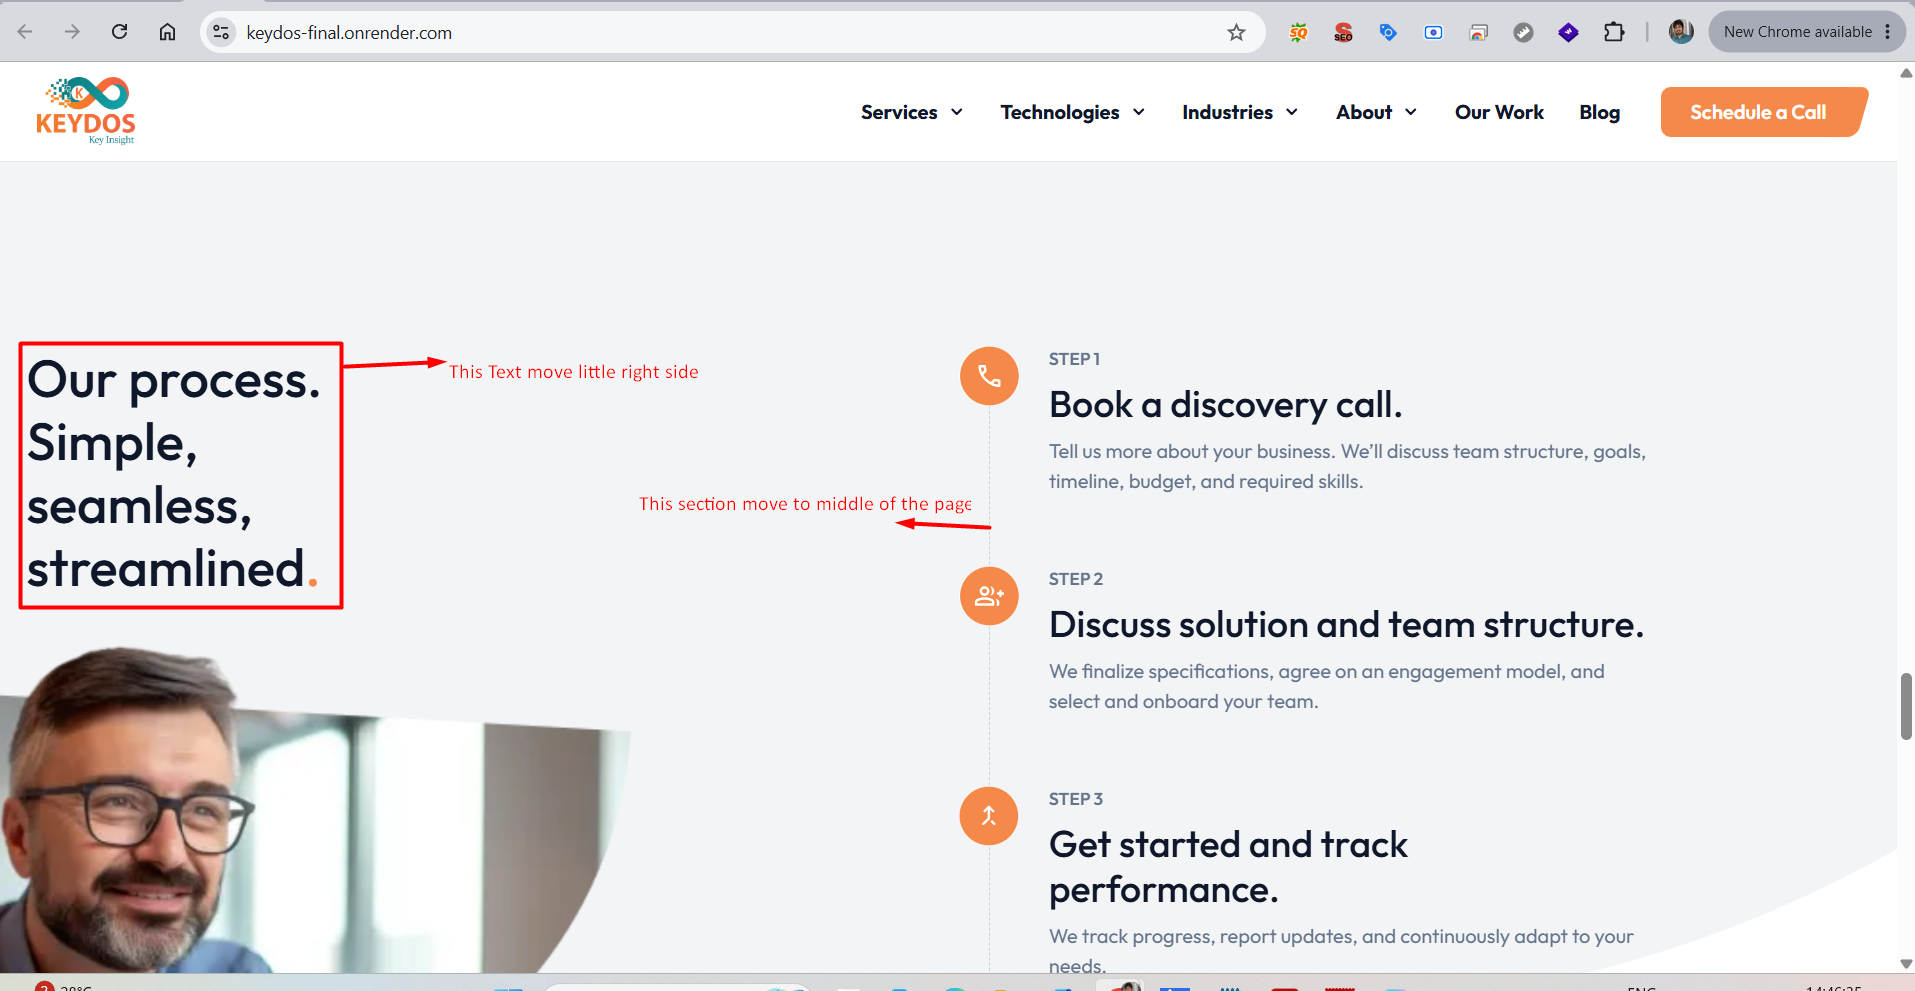 keydos-final.onrender.com
SQ
SEO
New Chrome available
K
KEYDOS
Key Insight
Services
Technologies
Industries
About
Our Work
Blog
Schedule a Call
Our process.
Simple,
seamless,
streamlined.
This Text move little right side
This section move to middle of the page
STEP 1
Book a discovery call.
Tell us more about your business. We’ll discuss team structure, goals,
timeline, budget, and required skills.
STEP 2
Discuss solution and team structure.
We finalize specifications, agree on an engagement model, and
select and onboard your team.
STEP 3
Get started and track
performance.
We track progress, report updates, and continuously adapt to your
needs.